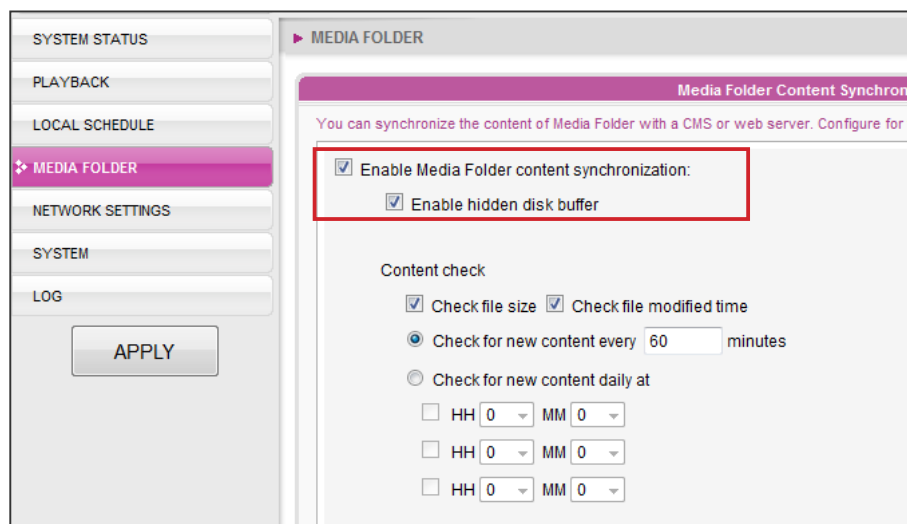 SYSTEM STATUS
PLAYBACK
LOCAL SCHEDULE
MEDIA FOLDER
NETWORK SETTINGS
SYSTEM
LOG
APPLY
MEDIA FOLDER
Media Folder Content Synchron
You can synchronize the content of Media Folder with a CMS or web server. Configure for
Enable Media Folder content synchronization:
Enable hidden disk buffer
Content check
Check file size Check file modified time
Check for new content every 60 minutes
Check for new content daily at
HH 0 MM 0
HH 0 MM 0
HH 0 MM 0